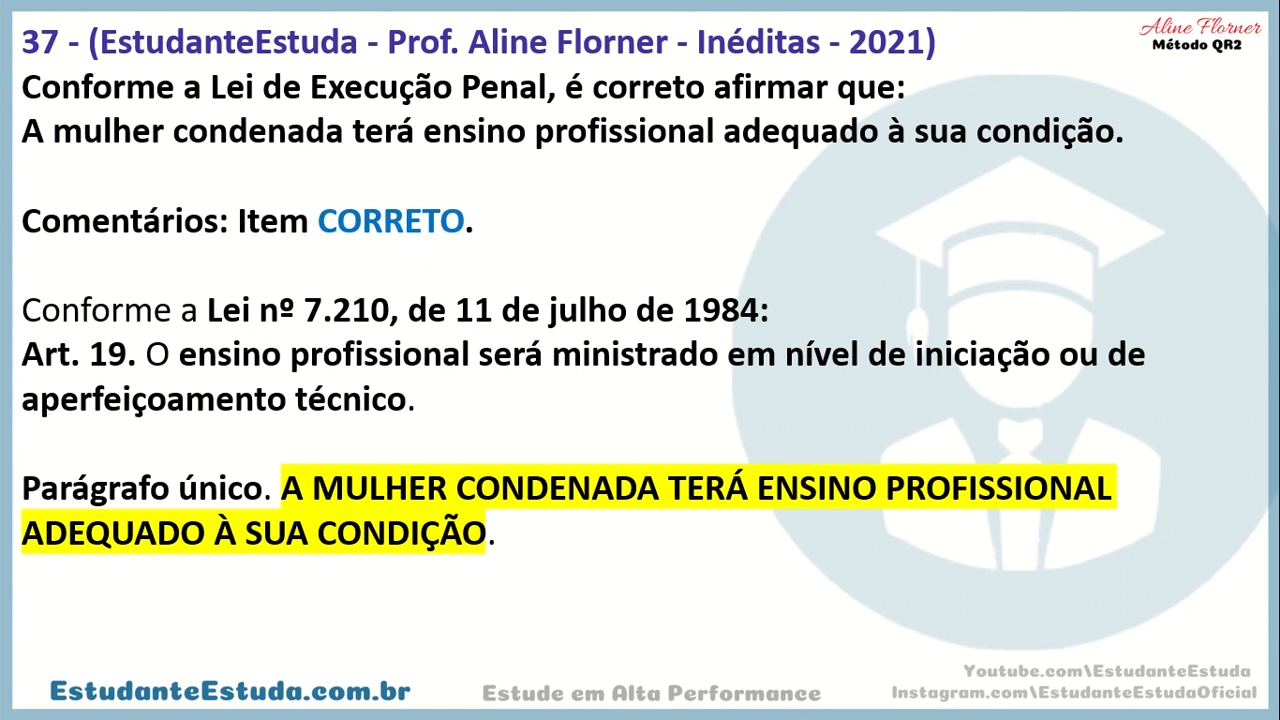 Aline Florner
Método QR2
37 - (EstudanteEstuda - Prof. Aline Florner - Inéditas - 2021)
Conforme a Lei de Execução Penal, é correto afirmar que:
A mulher condenada terá ensino profissional adequado à sua condição.
Comentários: Item CORRETO.
Conforme a Lei nº 7.210, de 11 de julho de 1984:
Art. 19. O ensino profissional será ministrado em nível de iniciação ou de
aperfeiçoamento técnico.
Parágrafo único. A MULHER CONDENADA TERÁ ENSINO PROFISSIONAL
ADEQUADO À SUA CONDIÇÃO.
EstudanteEstuda.com.br
Estude em Alta Performance
Youtube.com\EstudanteEstuda
Instagram.com\EstudanteEstudaOficial